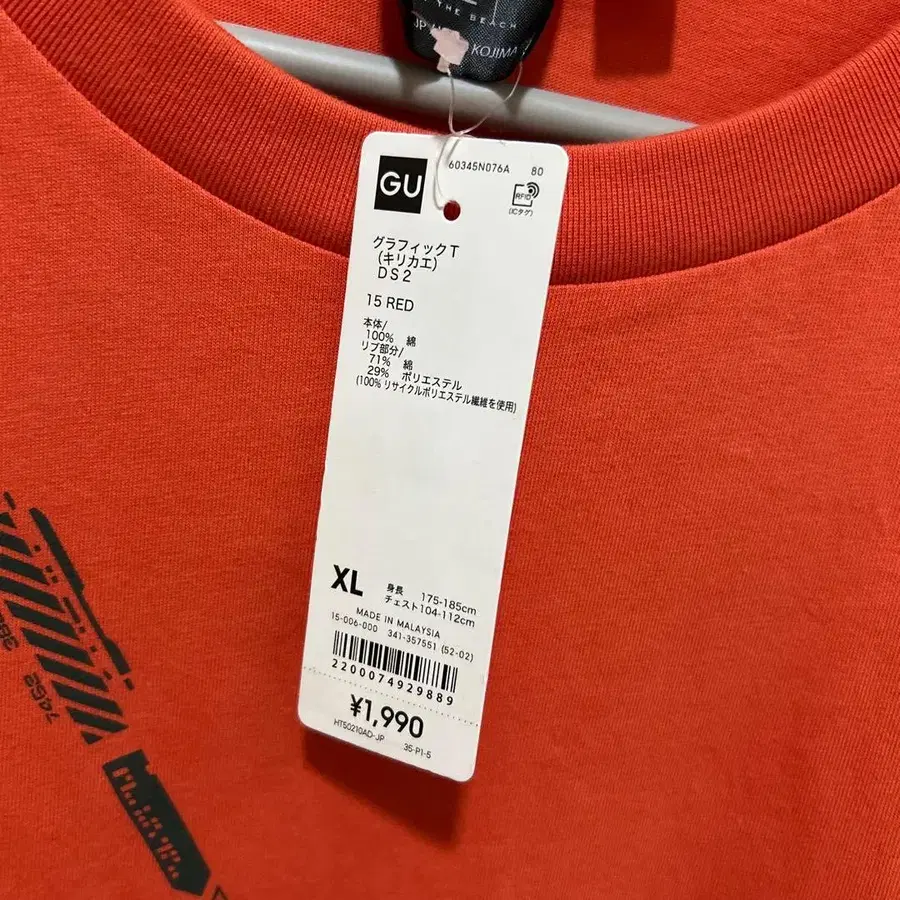 THE BEACH
KOJIMA
GU
60345N076A 80
RFID
(ICタグ)
グラフィックT
(キリカエ)
DS2
15 RED
本体/
100% 綿
リブ部分/
71% 綿
29% ポリエステル
(100% リサイクルポリエステル繊維を使用)
XL
身長 175-185cm
チェスト104-112cm
MADE IN MALAYSIA
15-006-000 341-357551 (52-02)
2200074929889
¥1,990
HT50210AD-JP 35-P1-5
7462